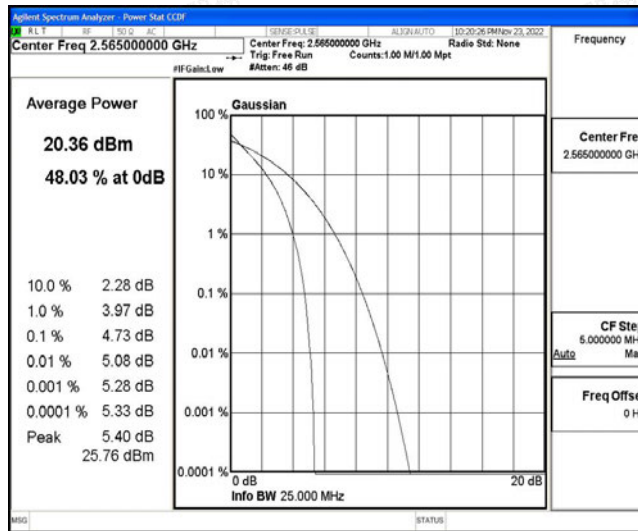 Agilent Spectrum Analyzer - Power Stat CCDF
R L T RF 50 Ω AC SENSE:PULSE ALIGN AUTO 10:20:26 PM Nov 23, 2022
Center Freq 2.565000000 GHz
Center Freq: 2.565000000 GHz Radio Std: None
Trig: Free Run Counts:1.00 M/1.00 Mpt
#IFGain:Low #Atten: 46 dB
Frequency
Average Power
20.36 dBm
48.03 % at 0dB
10.0 % 2.28 dB
1.0 % 3.97 dB
0.1 % 4.73 dB
0.01 % 5.08 dB
0.001 % 5.28 dB
0.0001 % 5.33 dB
Peak 5.40 dB
25.76 dBm
Gaussian
100 %
10 %
1 %
0.1 %
0.01 %
0.001 %
0.0001 %
0 dB 20 dB
Info BW 25.000 MHz
Center Fre
2.565000000 GH
CF Ste
5.000000 MH
Auto Ma
Freq Offse
0 H
MSG STATUS